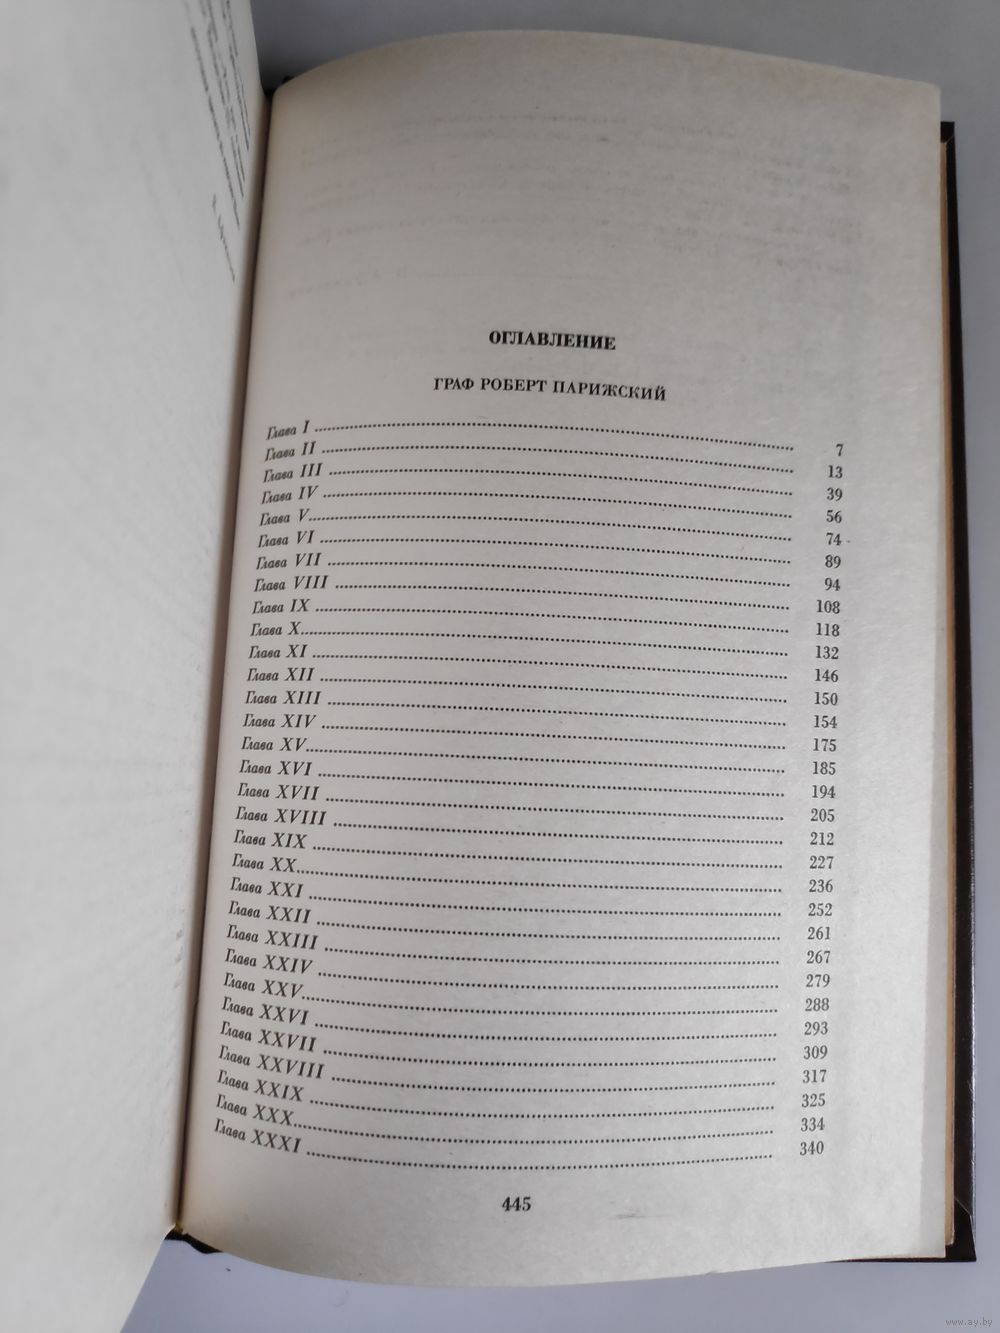 ОГЛАВЛЕНИЕ
ГРАФ РОБЕРТ ПАРИЖСКИЙ
Глава I ........ 7
Глава II ........ 13
Глава III ........ 39
Глава IV ........ 56
Глава V ........ 74
Глава VI ........ 89
Глава VII ........ 94
Глава VIII ........ 108
Глава IX ........ 118
Глава X ........ 132
Глава XI ........ 146
Глава XII ........ 150
Глава XIII ........ 154
Глава XIV ........ 175
Глава XV ........ 185
Глава XVI ........ 194
Глава XVII ........ 205
Глава XVIII ........ 212
Глава XIX ........ 227
Глава XX ........ 236
Глава XXI ........ 252
Глава XXII ........ 261
Глава XXIII ........ 267
Глава XXIV ........ 279
Глава XXV ........ 288
Глава XXVI ........ 293
Глава XXVII ........ 309
Глава XXVIII ........ 317
Глава XXIX ........ 325
Глава XXX ........ 334
Глава XXXI ........ 340
445
www.ay.by